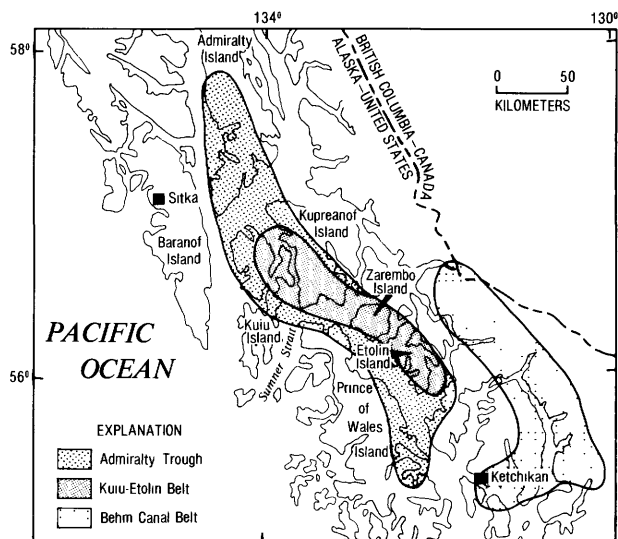 134°
130°
58°
Admiralty
Island
BRITISH COLUMBIA-CANADA
ALASKA-UNITED STATES
0 50
KILOMETERS
Sitka
Baranof
Island
Kupreanof
Island
Zarembo
Island
Kuiu
Island
Sumner Strait
PACIFIC
OCEAN
Etolin
Island
56°
Prince
of
Wales
Island
Ketchikan
EXPLANATION
Admiralty Trough
Kuiu-Etolin Belt
Behm Canal Belt